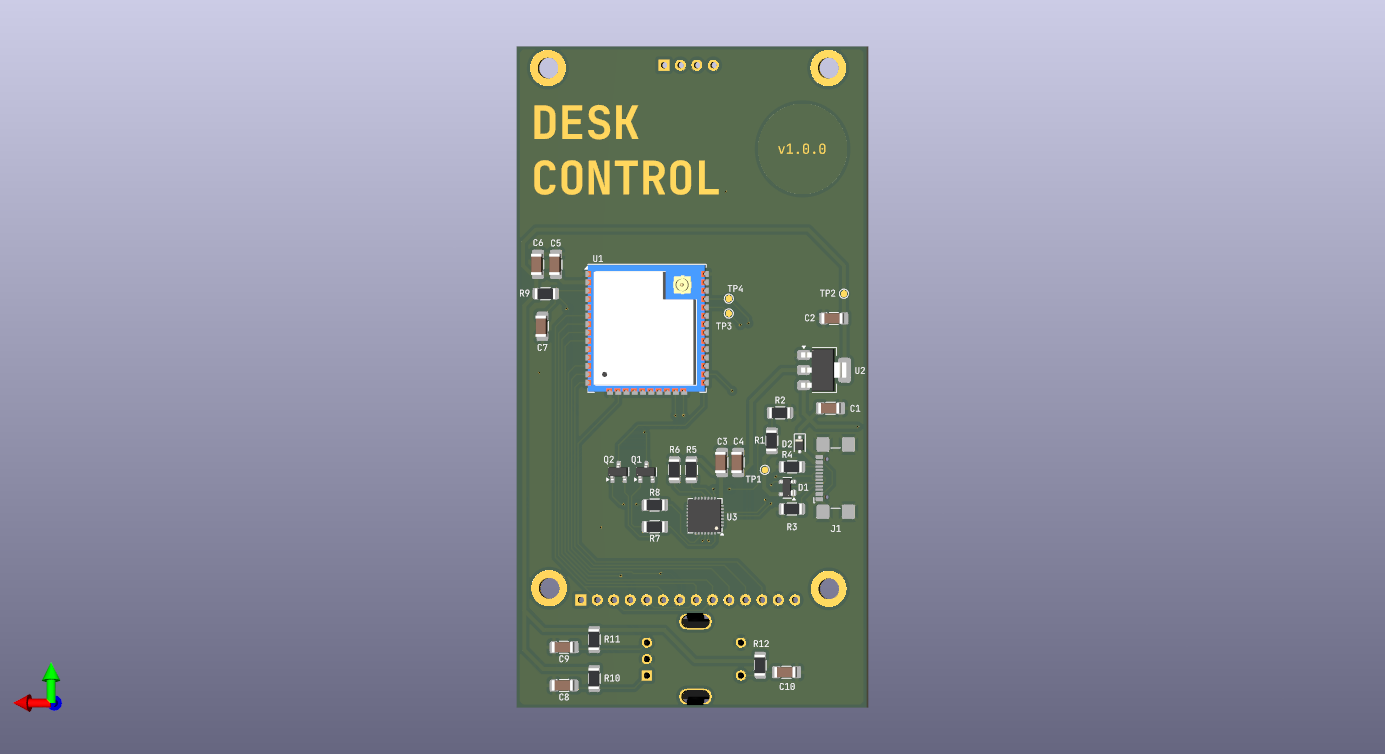 DESK
CONTROL
v1.0.0
C6 C5
U1
R9
TP4
TP2
TP3
C2
C7
U2
R2
C1
R1
D2
C3 C4
R6 R5
Q2 Q1
R4
TP1
D1
R8
U3
R3
J1
R7
R11
R12
C9
R10
C10
C8